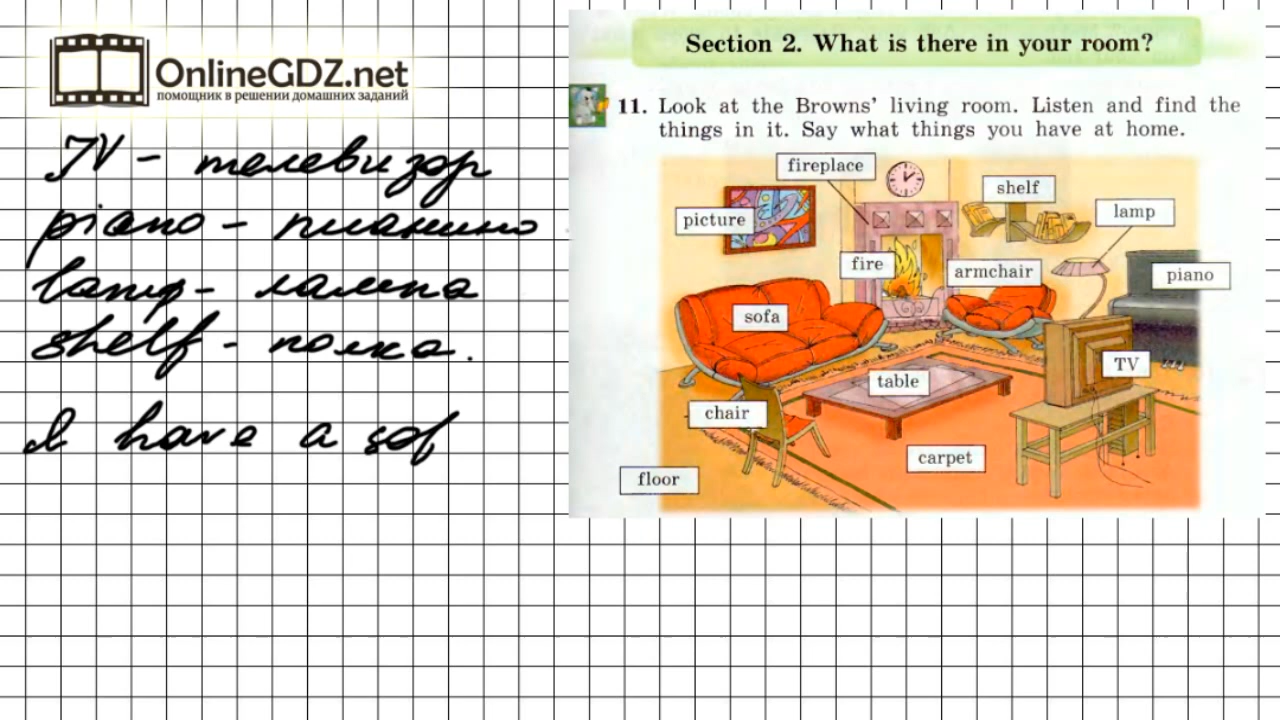 OnlineGDZ.net
помощник в решении домашних заданий
TV - телевизор
piano - пианино
lamp - лампа
shelf - полка.
I have a sof
Section 2. What is there in your room?
11. Look at the Browns' living room. Listen and find the
things in it. Say what things you have at home.
fireplace
shelf
picture
lamp
fire
armchair
piano
sofa
TV
table
chair
carpet
floor